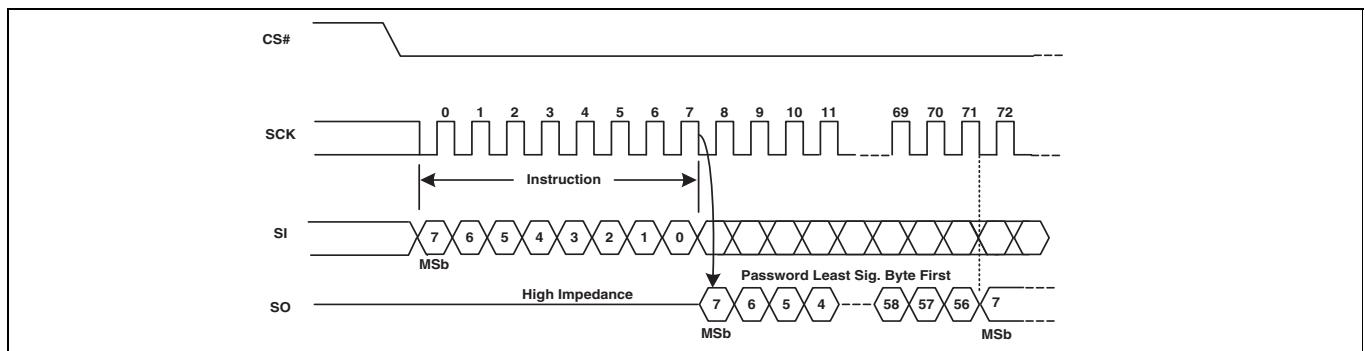 CS#
0 1 2 3 4 5 6 7 8 9 10 11 69 70 71 72
SCK
Instruction
SI 7 6 5 4 3 2 1 0
MSb
Password Least Sig. Byte First
High Impedance
SO 7 6 5 4 58 57 56 7
MSb MSb